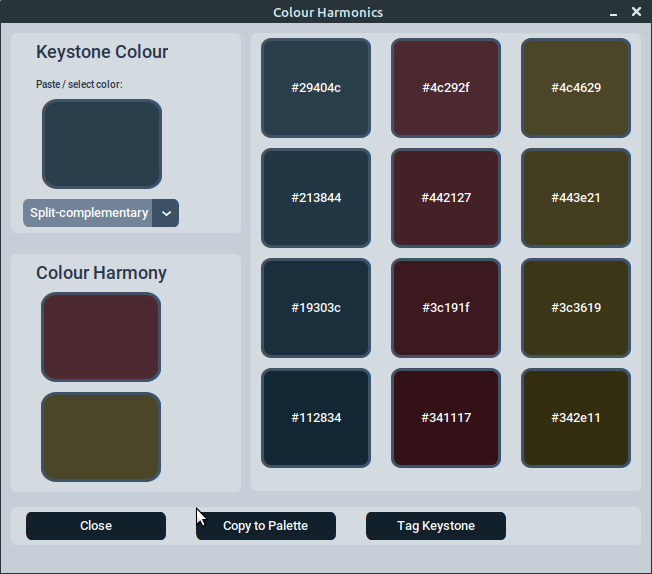 Colour Harmonics
Keystone Colour
Paste / select color:
Split-complementary
Colour Harmony
#29404c #4c292f #4c4629
#213844 #442127 #443e21
#19303c #3c191f #3c3619
#112834 #341117 #342e11
Close Copy to Palette Tag Keystone